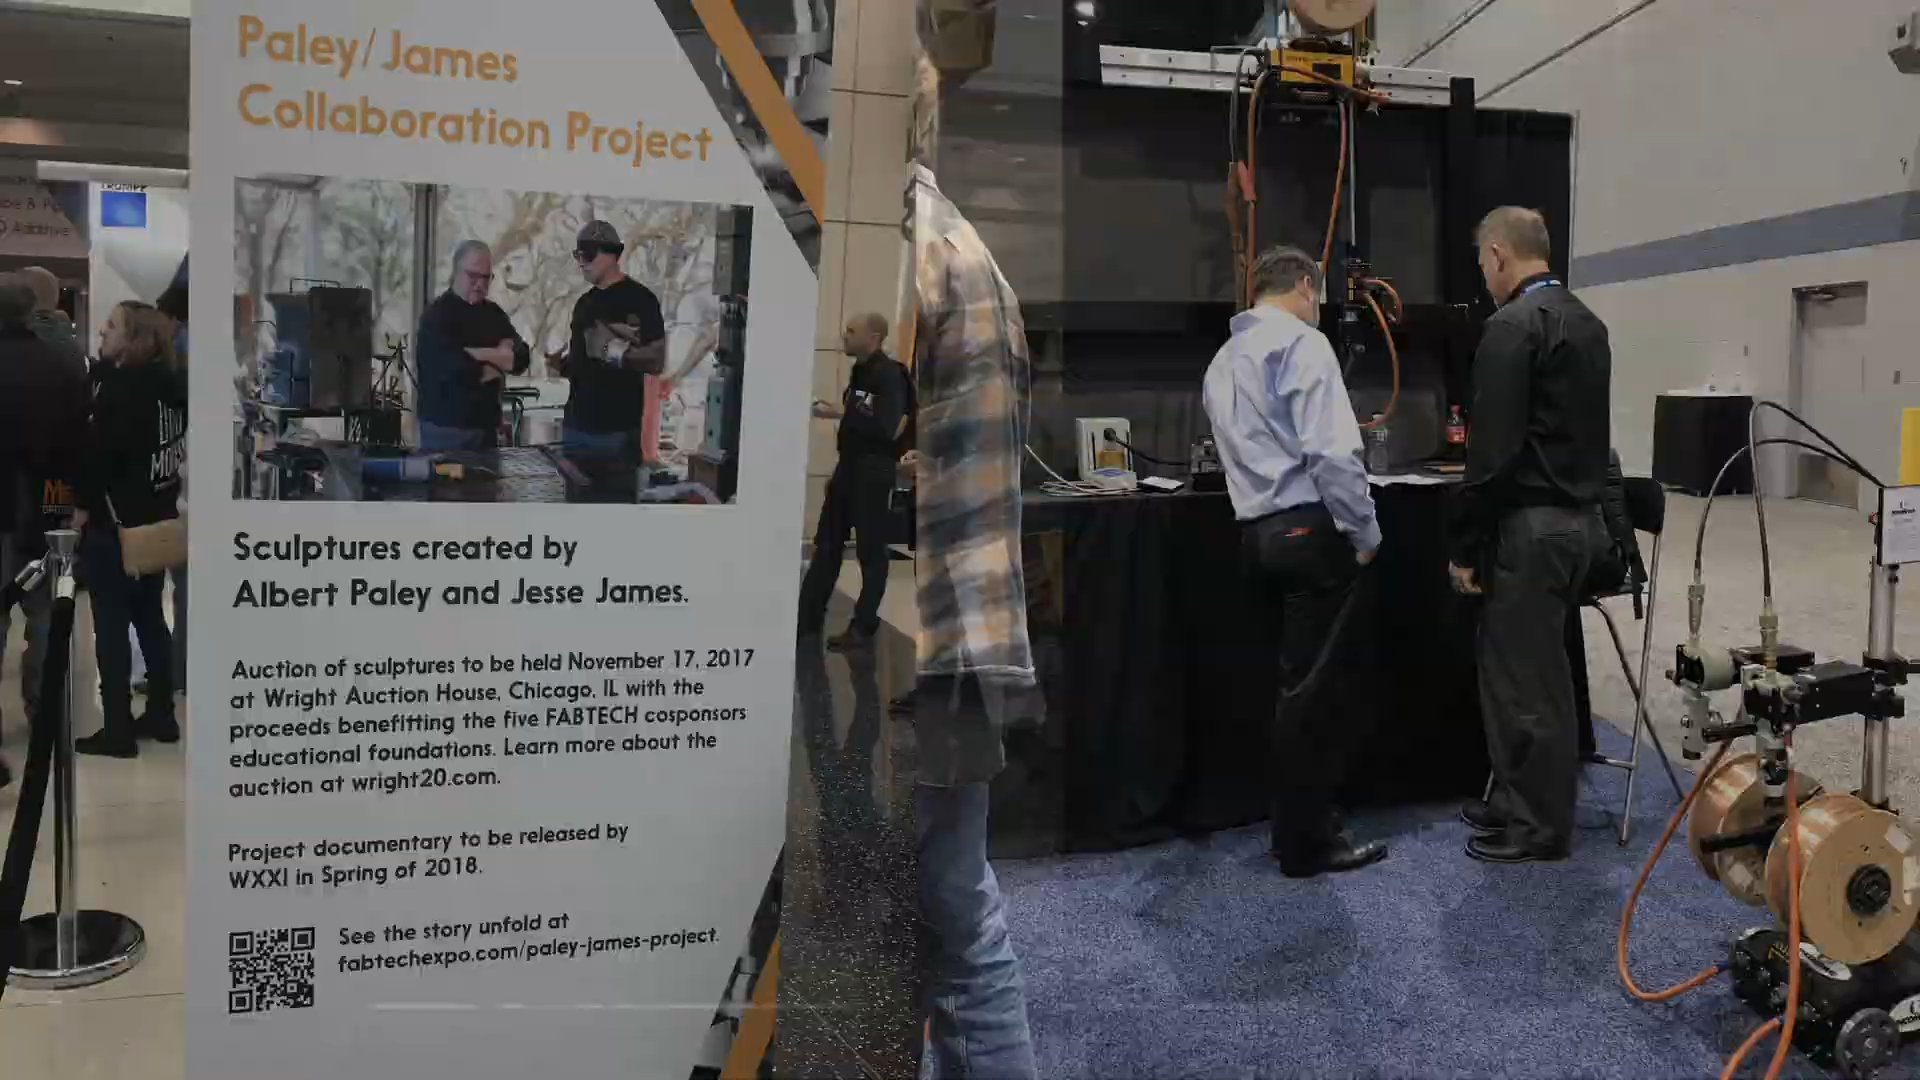 Paley/James
Collaboration Project
Sculptures created by
Albert Paley and Jesse James.
Auction of sculptures to be held November 17, 2017
at Wright Auction House, Chicago, IL with the
proceeds benefitting the five FABTECH cosponsors
educational foundations. Learn more about the
auction at wright20.com.
Project documentary to be released by
WXXI in Spring of 2018.
See the story unfold at
fabtechexpo.com/paley-james-project.
TRUMPF
Additive